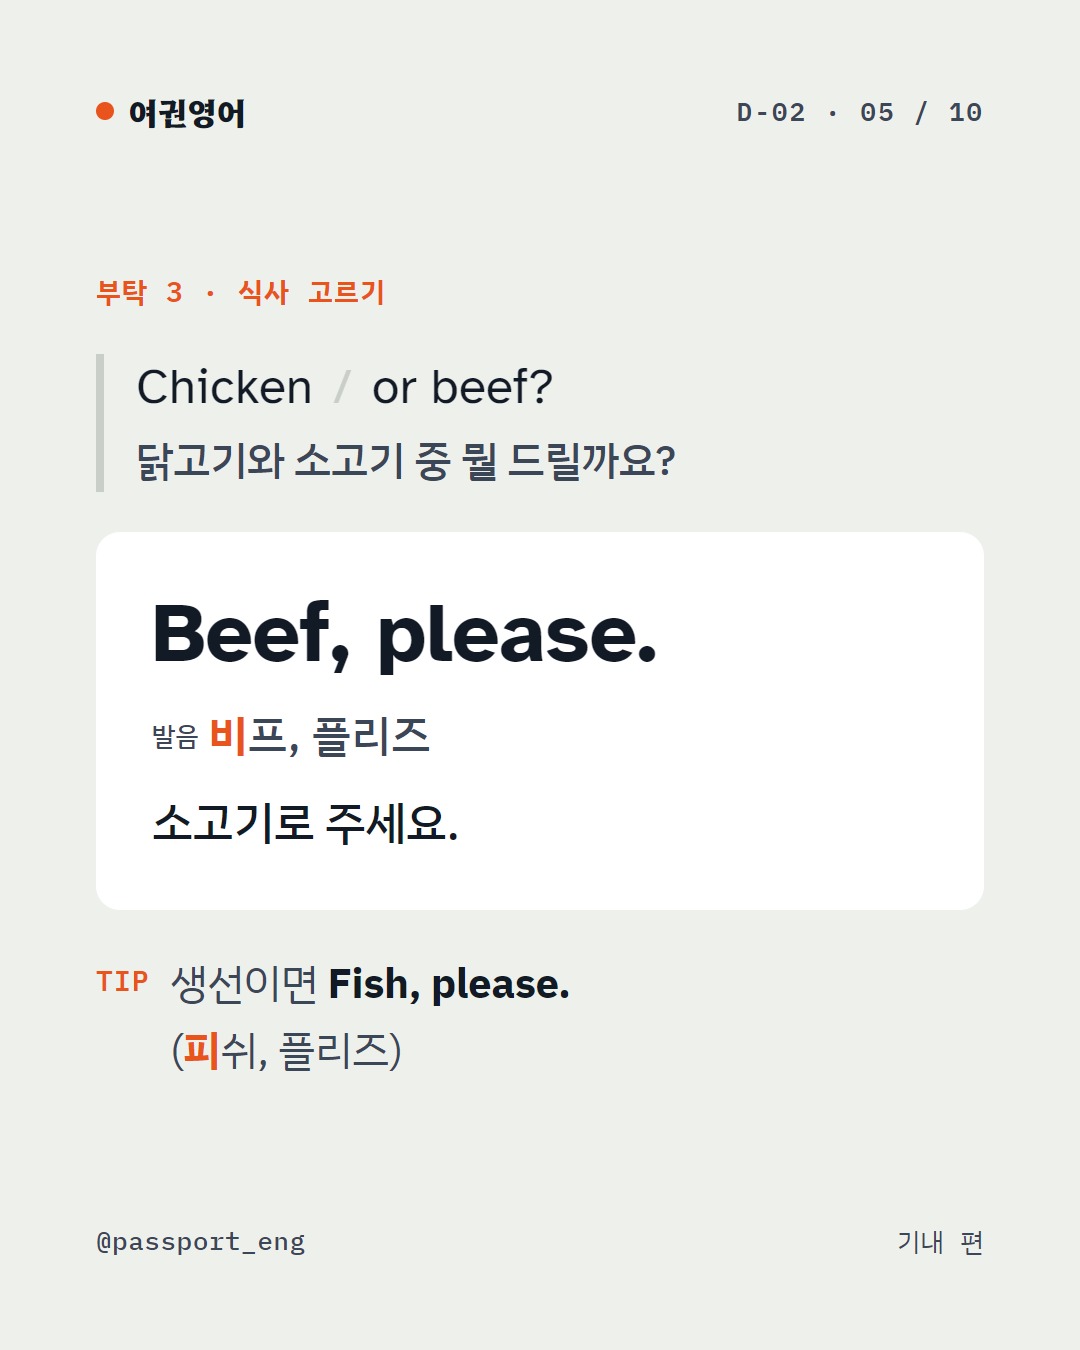 여권영어
D-02 · 05 / 10
부탁 3 · 식사 고르기
Chicken / or beef?
닭고기와 소고기 중 뭘 드릴까요?
Beef, please.
발음 비프, 플리즈
소고기로 주세요.
TIP 생선이면 Fish, please.
(피쉬, 플리즈)
@passport_eng
기내 편